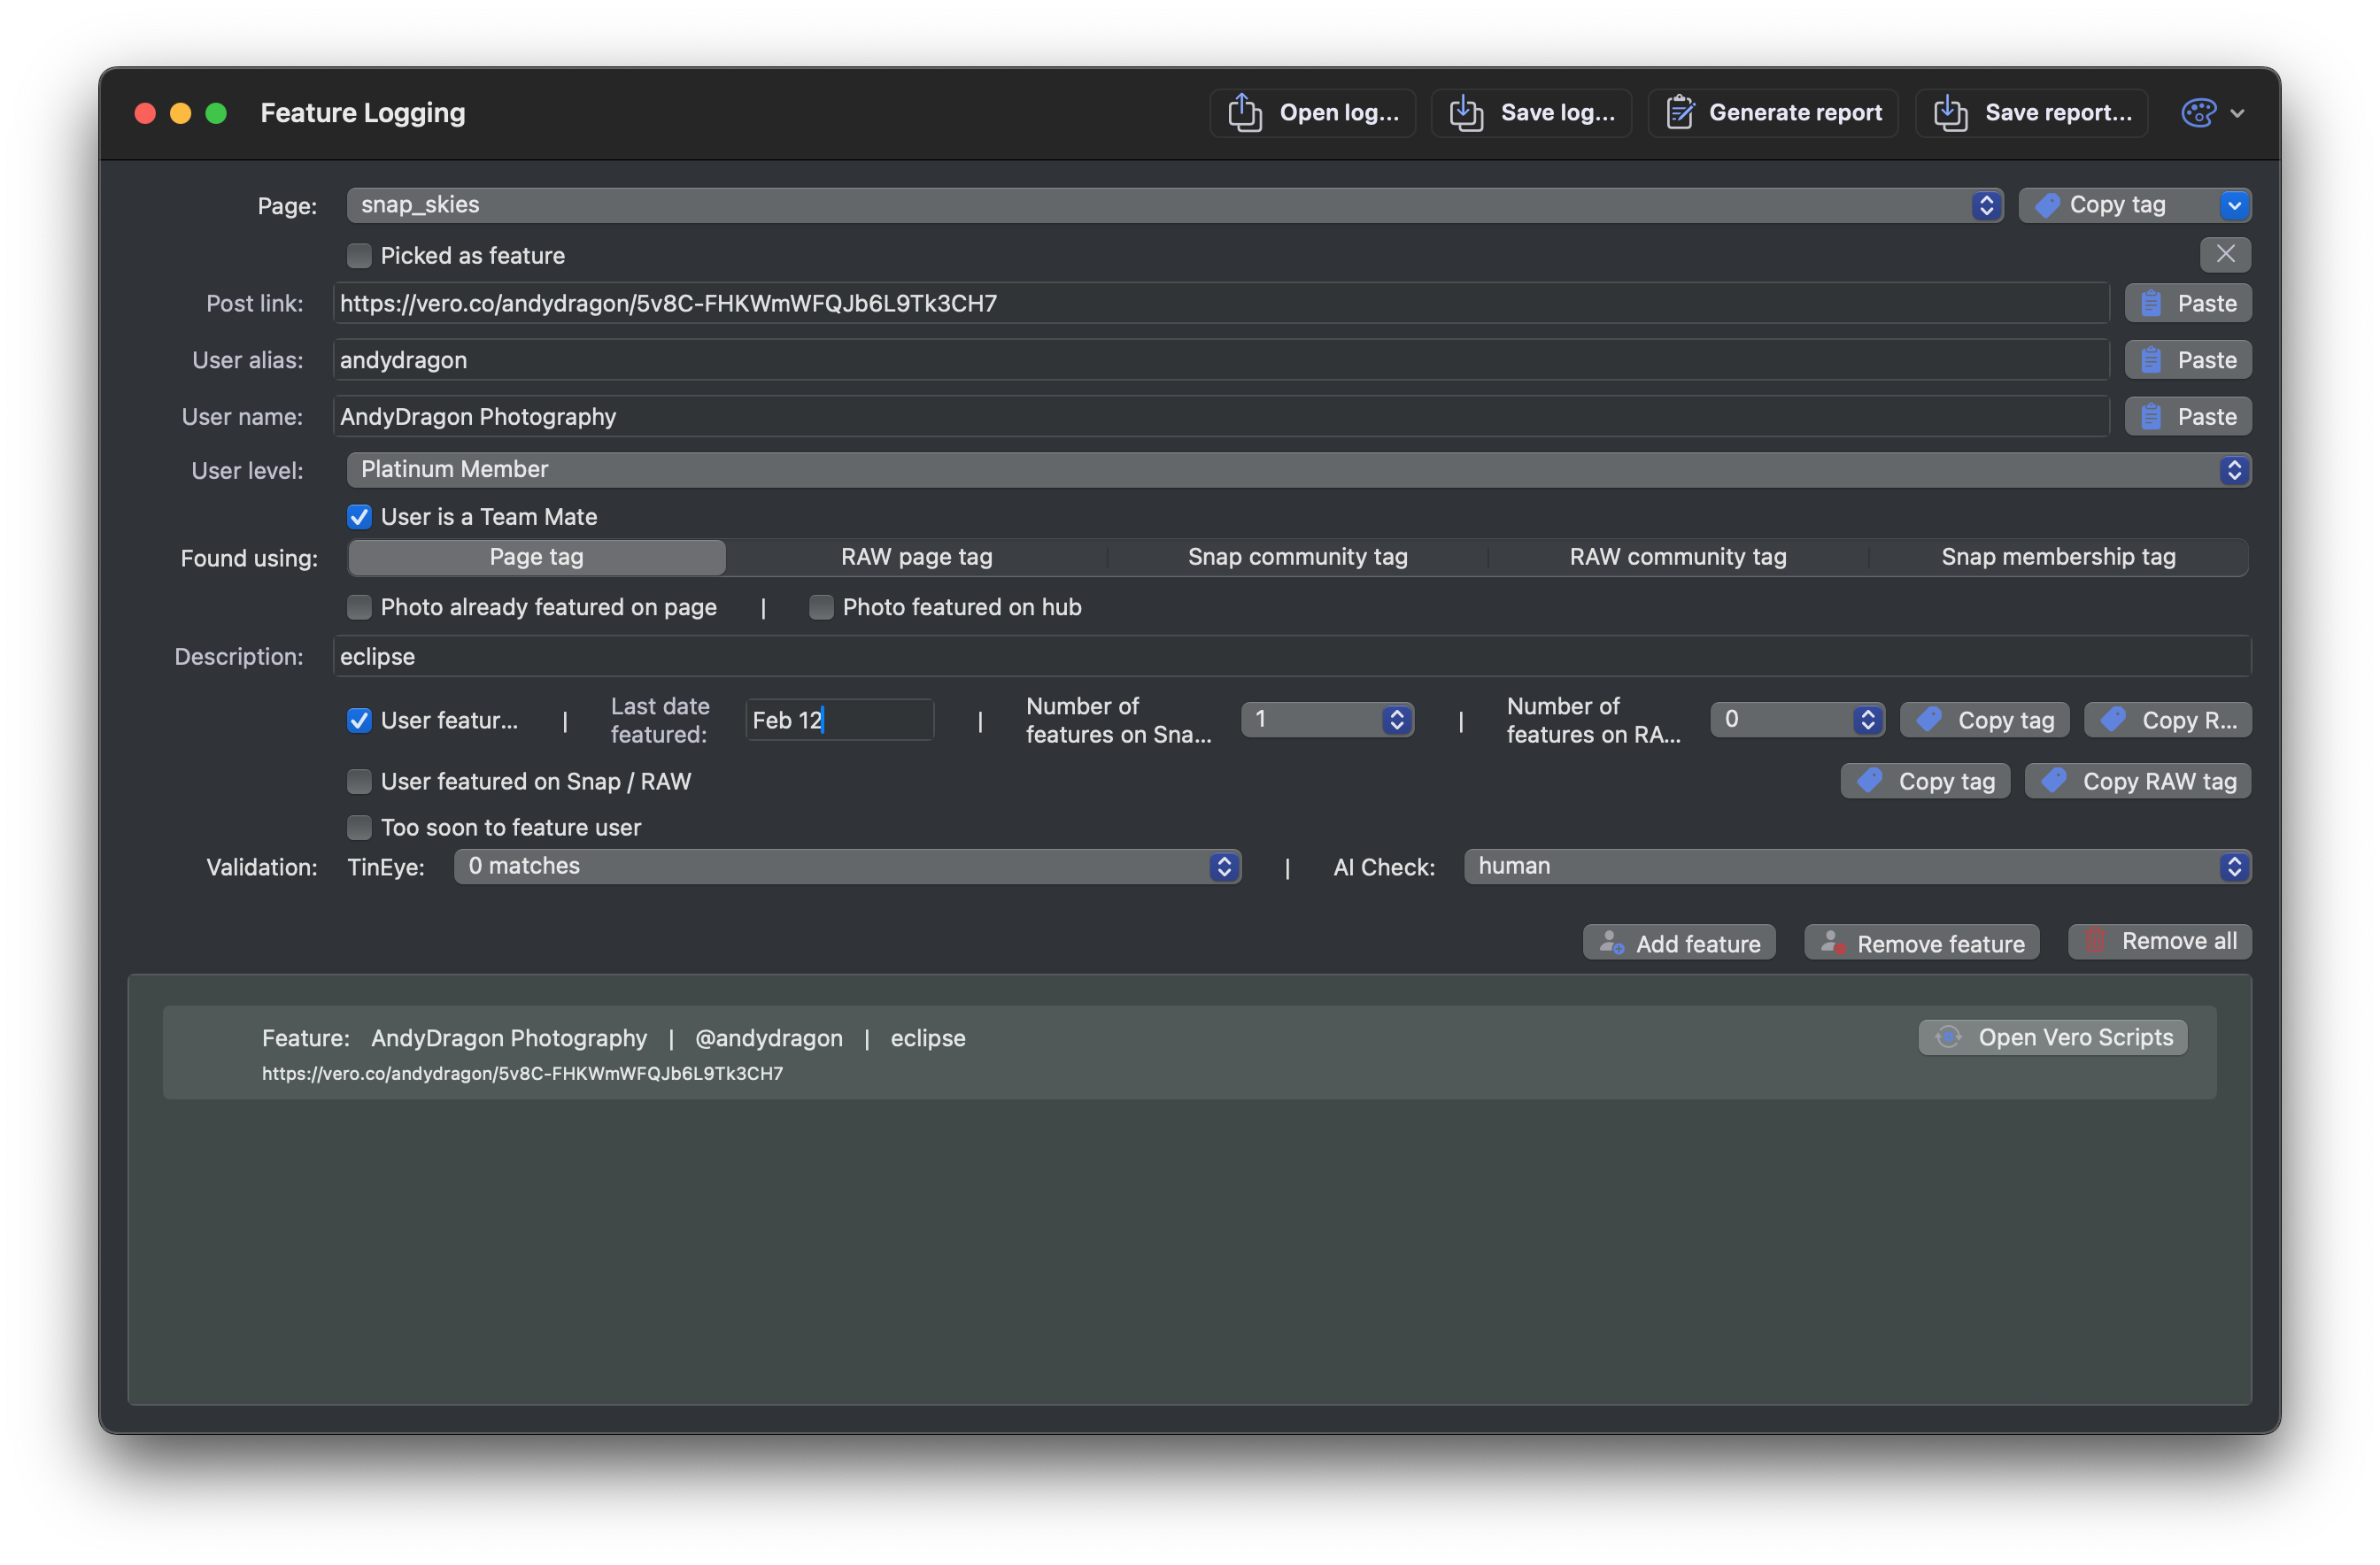 Feature Logging Open log... Save log... Generate report Save report...
Page: snap_skies Copy tag
Picked as feature
Post link: https://vero.co/andydragon/5v8C-FHKWmWFQJb6L9Tk3CH7 Paste
User alias: andydragon Paste
User name: AndyDragon Photography Paste
User level: Platinum Member
User is a Team Mate
Found using: Page tag RAW page tag Snap community tag RAW community tag Snap membership tag
Photo already featured on page | Photo featured on hub
Description: eclipse
User featur... | Last date featured: Feb 12 | Number of features on Sna... 1 | Number of features on RA... 0 Copy tag Copy R...
User featured on Snap / RAW Copy tag Copy RAW tag
Too soon to feature user
Validation: TinEye: 0 matches | AI Check: human
Add feature Remove feature Remove all
Feature: AndyDragon Photography | @andydragon | eclipse Open Vero Scripts
https://vero.co/andydragon/5v8C-FHKWmWFQJb6L9Tk3CH7